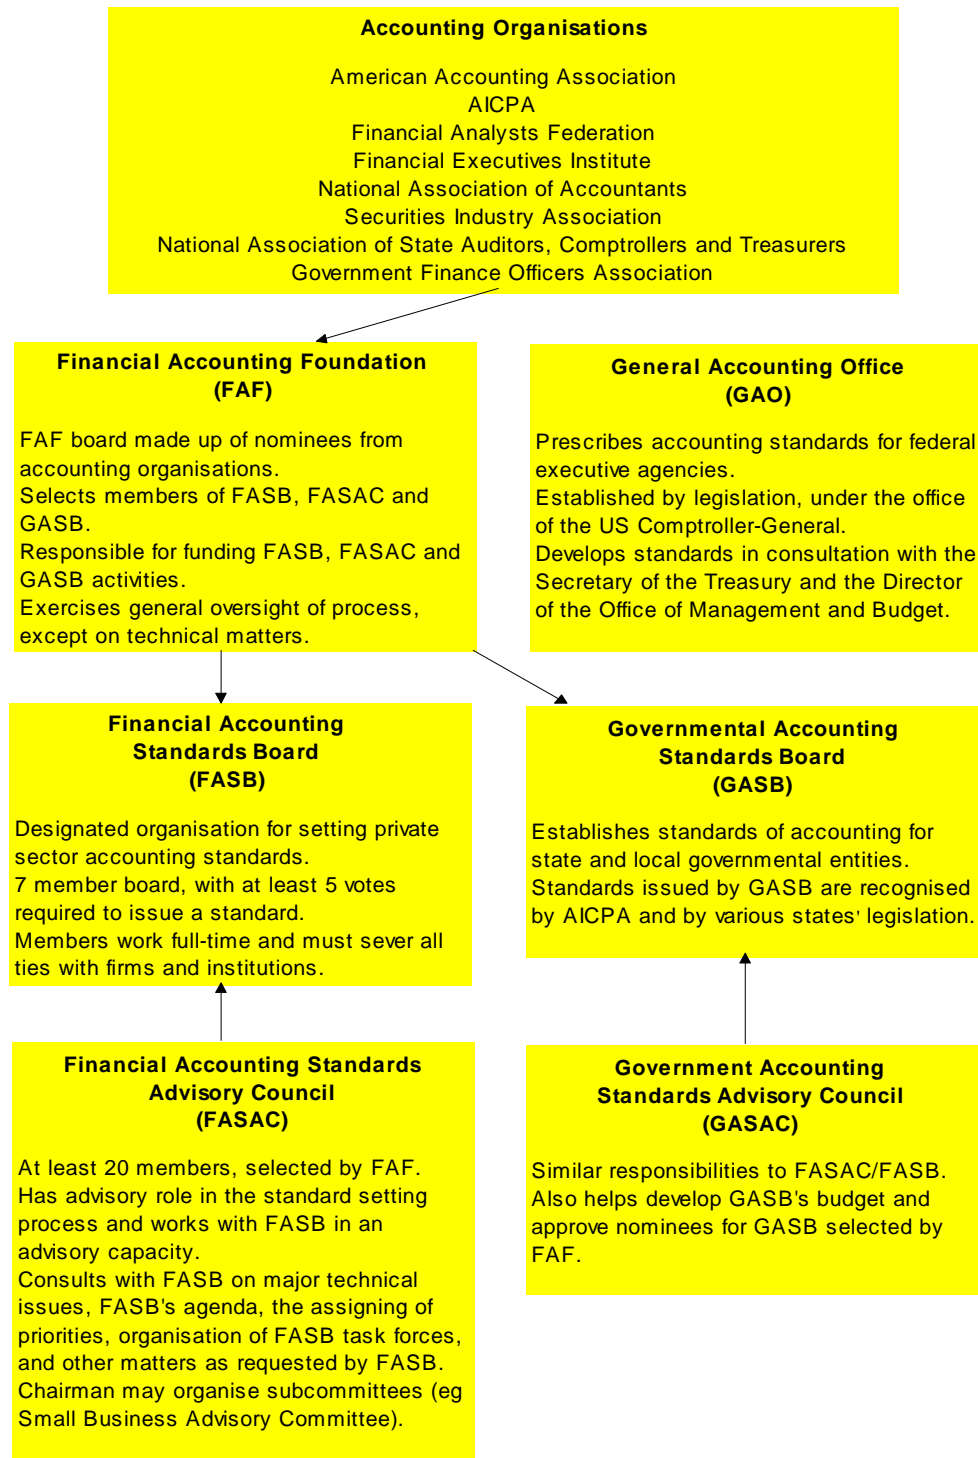 Accounting Organisations
American Accounting Association
AICPA
Financial Analysts Federation
Financial Executives Institute
National Association of Accountants
Securities Industry Association
National Association of State Auditors, Comptrollers and Treasurers
Government Finance Officers Association
Financial Accounting Foundation
(FAF)
FAF board made up of nominees from
accounting organisations.
Selects members of FASB, FASAC and
GASB.
Responsible for funding FASB, FASAC and
GASB activities.
Exercises general oversight of process,
except on technical matters.
General Accounting Office
(GAO)
Prescribes accounting standards for federal
executive agencies.
Established by legislation, under the office
of the US Comptroller-General.
Develops standards in consultation with the
Secretary of the Treasury and the Director
of the Office of Management and Budget.
Financial Accounting
Standards Board
(FASB)
Designated organisation for setting private
sector accounting standards.
7 member board, with at least 5 votes
required to issue a standard.
Members work full-time and must sever all
ties with firms and institutions.
Governmental Accounting
Standards Board
(GASB)
Establishes standards of accounting for
state and local governmental entities.
Standards issued by GASB are recognised
by AICPA and by various states' legislation.
Financial Accounting Standards
Advisory Council
(FASAC)
At least 20 members, selected by FAF.
Has advisory role in the standard setting
process and works with FASB in an
advisory capacity.
Consults with FASB on major technical
issues, FASB's agenda, the assigning of
priorities, organisation of FASB task forces,
and other matters as requested by FASB.
Chairman may organise subcommittees (eg
Small Business Advisory Committee).
Government Accounting
Standards Advisory Council
(GASAC)
Similar responsibilities to FASAC/FASB.
Also helps develop GASB's budget and
approve nominees for GASB selected by
FAF.